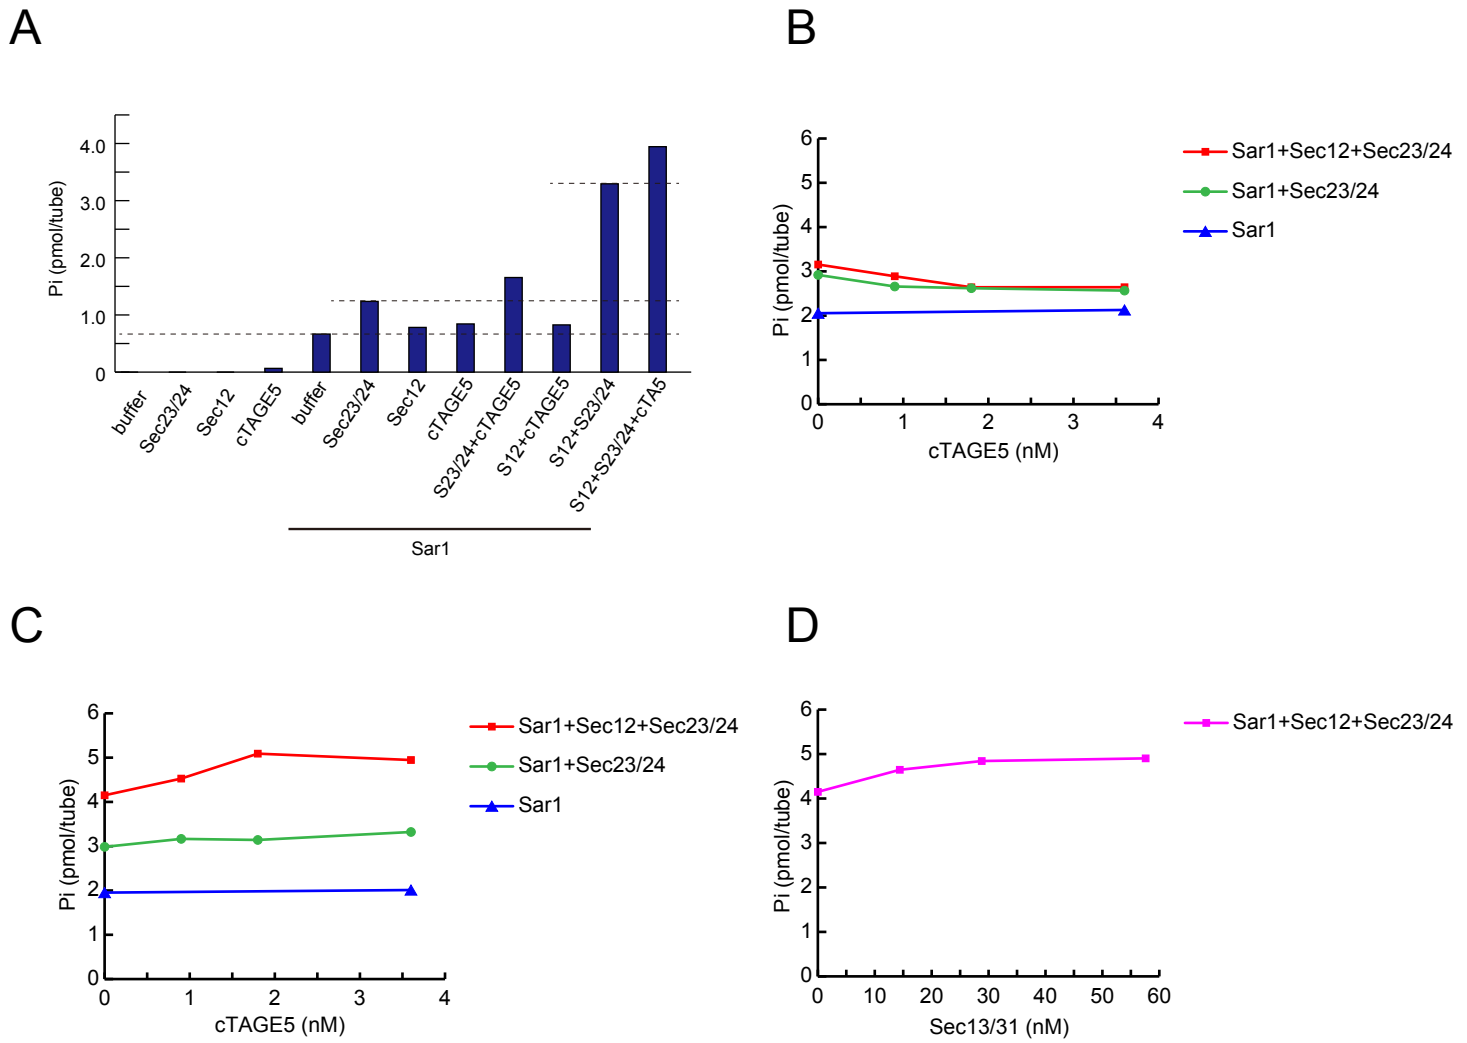 A
Pi (pmol/tube)
4.0
3.0
2.0
1.0
0
buffer
Sec23/24
Sec12
cTAGE5
buffer
Sec23/24
Sec12
cTAGE5
S23/24+cTAGE5
S12+cTAGE5
S12+S23/24
S12+S23/24+cTA5
Sar1
B
Pi (pmol/tube)
6
5
4
3
2
1
0
0 1 2 3 4
cTAGE5 (nM)
Sar1+Sec12+Sec23/24
Sar1+Sec23/24
Sar1
C
Pi (pmol/tube)
6
5
4
3
2
1
0
0 1 2 3 4
cTAGE5 (nM)
Sar1+Sec12+Sec23/24
Sar1+Sec23/24
Sar1
D
Pi (pmol/tube)
6
5
4
3
2
1
0
0 10 20 30 40 50 60
Sec13/31 (nM)
Sar1+Sec12+Sec23/24